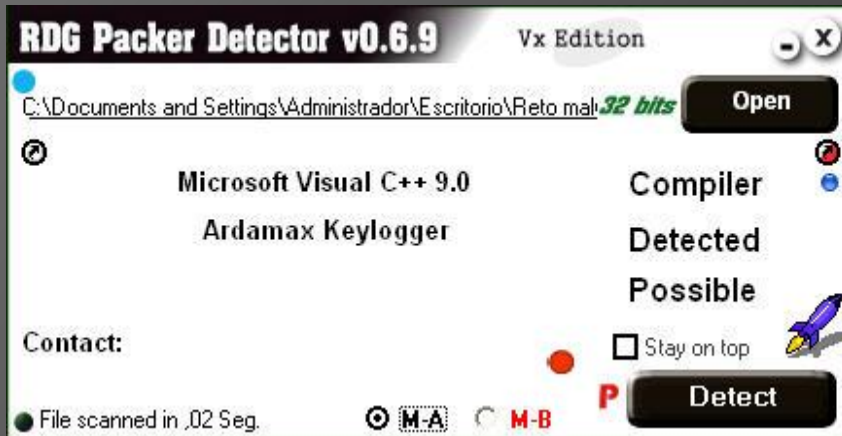 RDG Packer Detector v0.6.9 Vx Edition
C:\Documents and Settings\Administrador\Escritorio\Reto mal 32 bits Open
Microsoft Visual C++ 9.0 Compiler
Ardamax Keylogger Detected
Possible
Contact: Stay on top
P Detect
File scanned in ,02 Seg. M-A M-B